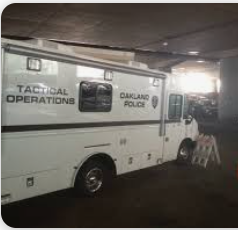 TACTICAL
OPERATIONS
OAKLAND
POLICE